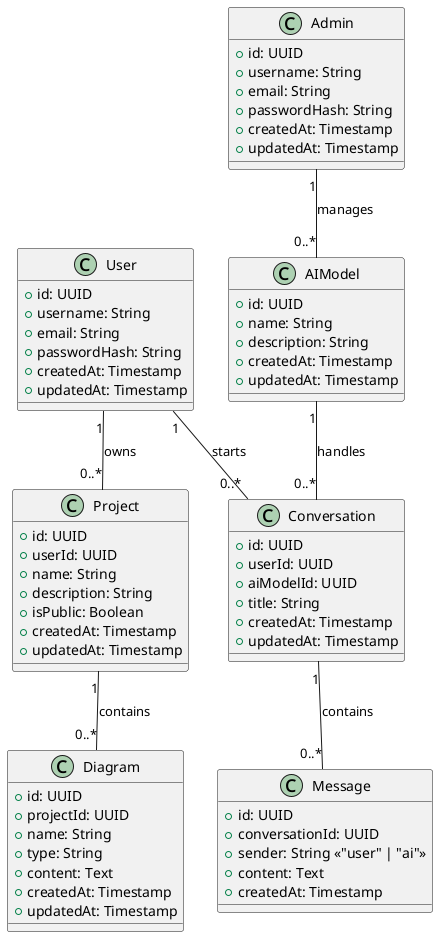 C Admin
id: UUID
username: String
email: String
passwordHash: String
createdAt: Timestamp
updatedAt: Timestamp
1
manages
0..*
C User
id: UUID
username: String
email: String
passwordHash: String
createdAt: Timestamp
updatedAt: Timestamp
C AIModel
id: UUID
name: String
description: String
createdAt: Timestamp
updatedAt: Timestamp
1
owns
0..*
1
starts
0..*
1
handles
0..*
C Project
id: UUID
userId: UUID
name: String
description: String
isPublic: Boolean
createdAt: Timestamp
updatedAt: Timestamp
C Conversation
id: UUID
userId: UUID
aiModelId: UUID
title: String
createdAt: Timestamp
updatedAt: Timestamp
1
contains
0..*
1
contains
0..*
C Diagram
id: UUID
projectId: UUID
name: String
type: String
content: Text
createdAt: Timestamp
updatedAt: Timestamp
C Message
id: UUID
conversationId: UUID
sender: String «"user" | "ai"»
content: Text
createdAt: Timestamp